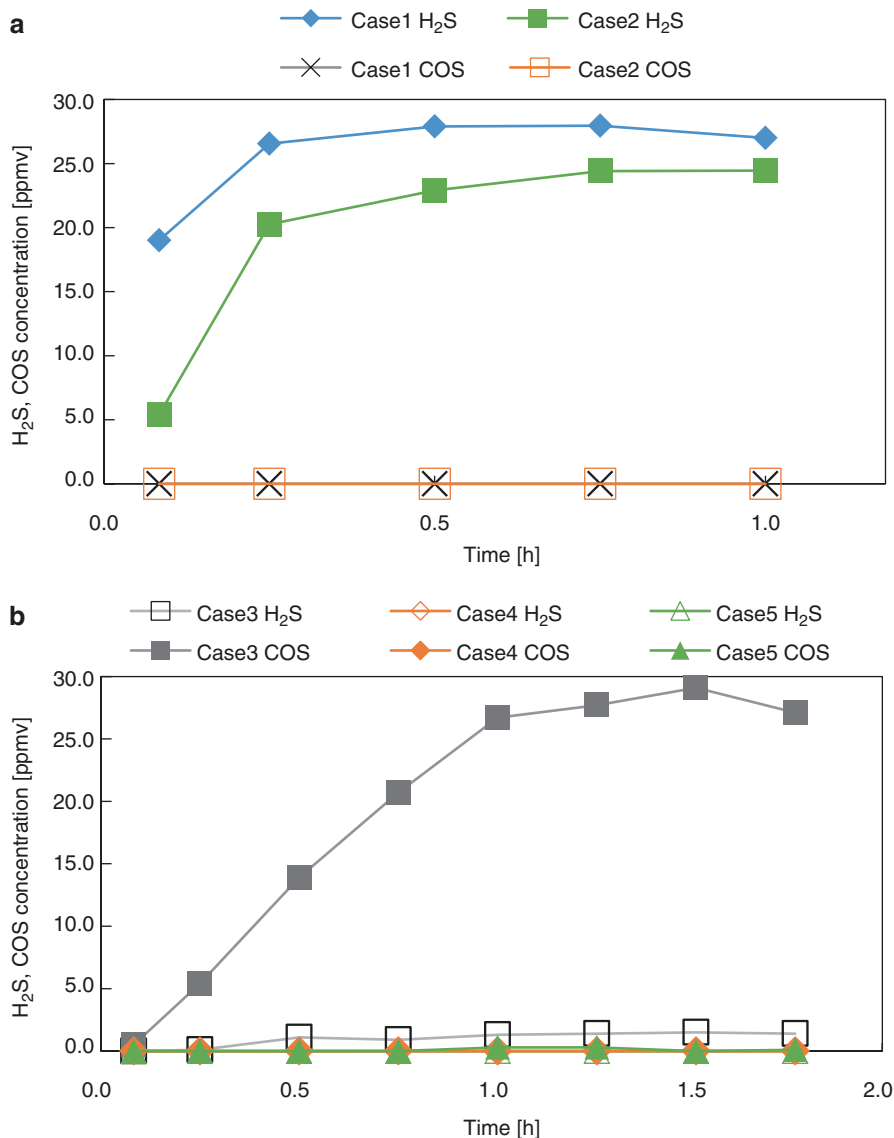 a
Case1 H₂S Case2 H₂S
Case1 COS Case2 COS
30.0
25.0
20.0
15.0
10.0
5.0
0.0
H₂S, COS concentration [ppmv]
0.0 0.5 1.0
Time [h]
b
Case3 H₂S Case4 H₂S Case5 H₂S
Case3 COS Case4 COS Case5 COS
30.0
25.0
20.0
15.0
10.0
5.0
0.0
H₂S, COS concentration [ppmv]
0.0 0.5 1.0 1.5 2.0
Time [h]